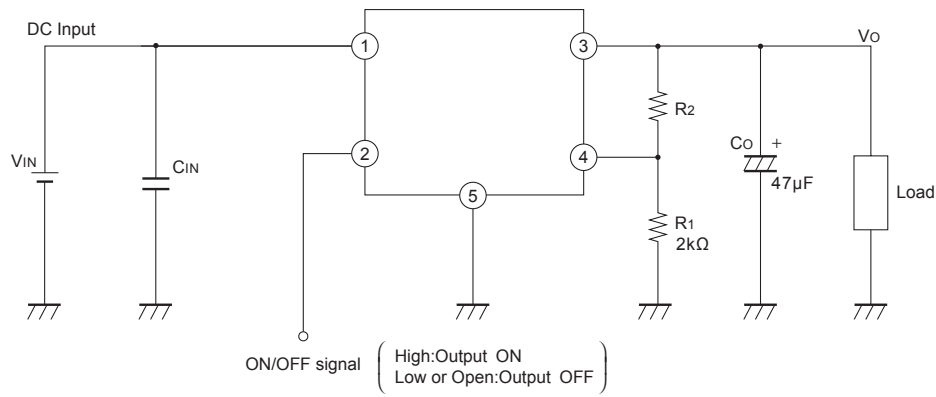 DC Input
1
3
VO
R2
2
4
CO
+
VIN
CIN
47μF
5
Load
R1
2kΩ
ON/OFF signal
High:Output ON
Low or Open:Output OFF